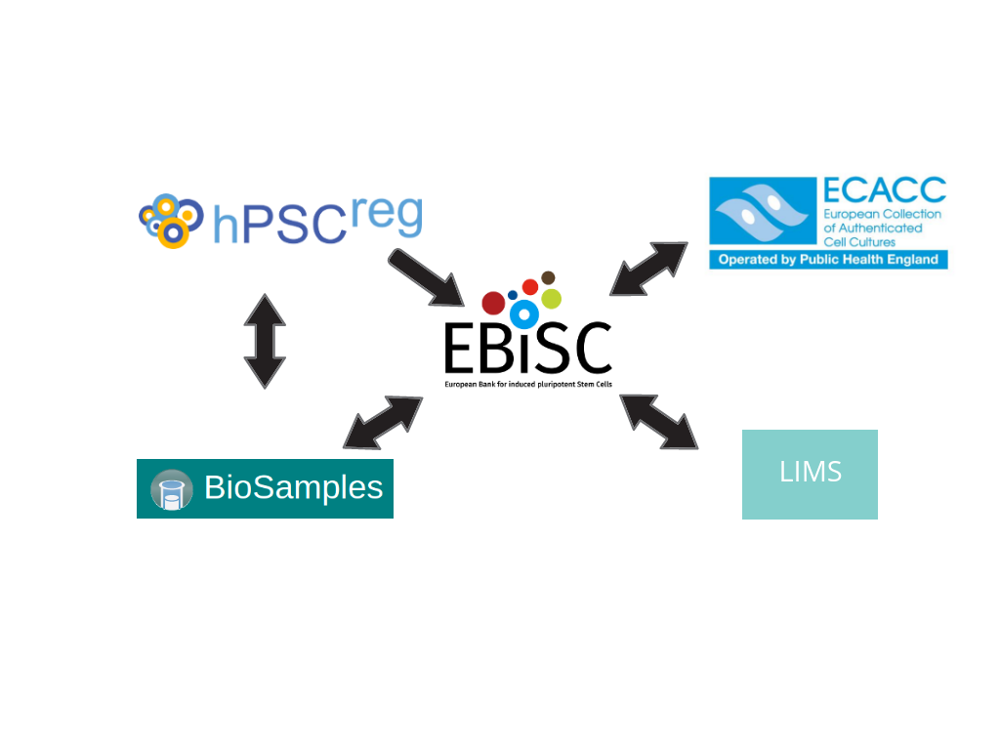 hPSCreg
ECACC
European Collection
of Authenticated
Cell Cultures
Operated by Public Health England
EBiSC
European Bank for induced pluripotent Stem Cells
BioSamples
LIMS